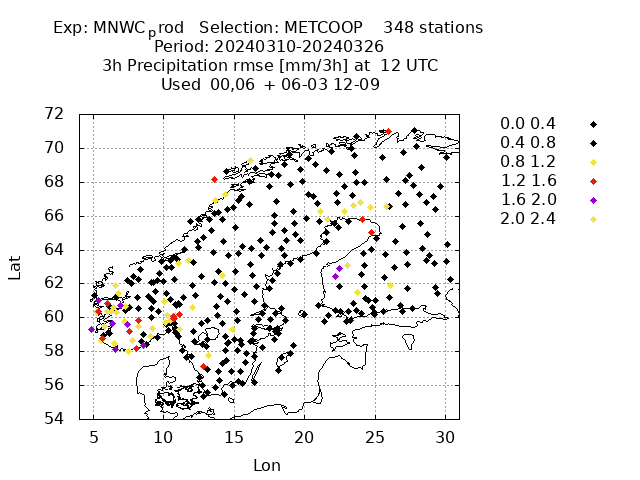 Exp: MNWC_prod Selection: METCOOP 348 stations
Period: 20240310-20240326
3h Precipitation rmse [mm/3h] at 12 UTC
Used 00,06 + 06-03 12-09
72
70
68
66
64
62
60
58
56
54
5 10 15 20 25 30
Lat
Lon
0.0 0.4
0.4 0.8
0.8 1.2
1.2 1.6
1.6 2.0
2.0 2.4